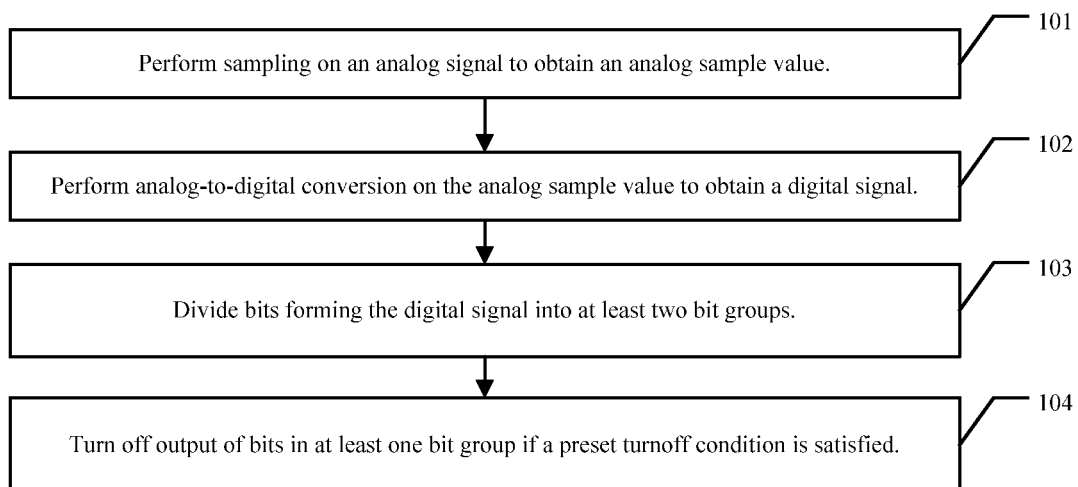 101
Perform sampling on an analog signal to obtain an analog sample value.
102
Perform analog-to-digital conversion on the analog sample value to obtain a digital signal.
103
Divide bits forming the digital signal into at least two bit groups.
104
Turn off output of bits in at least one bit group if a preset turnoff condition is satisfied.